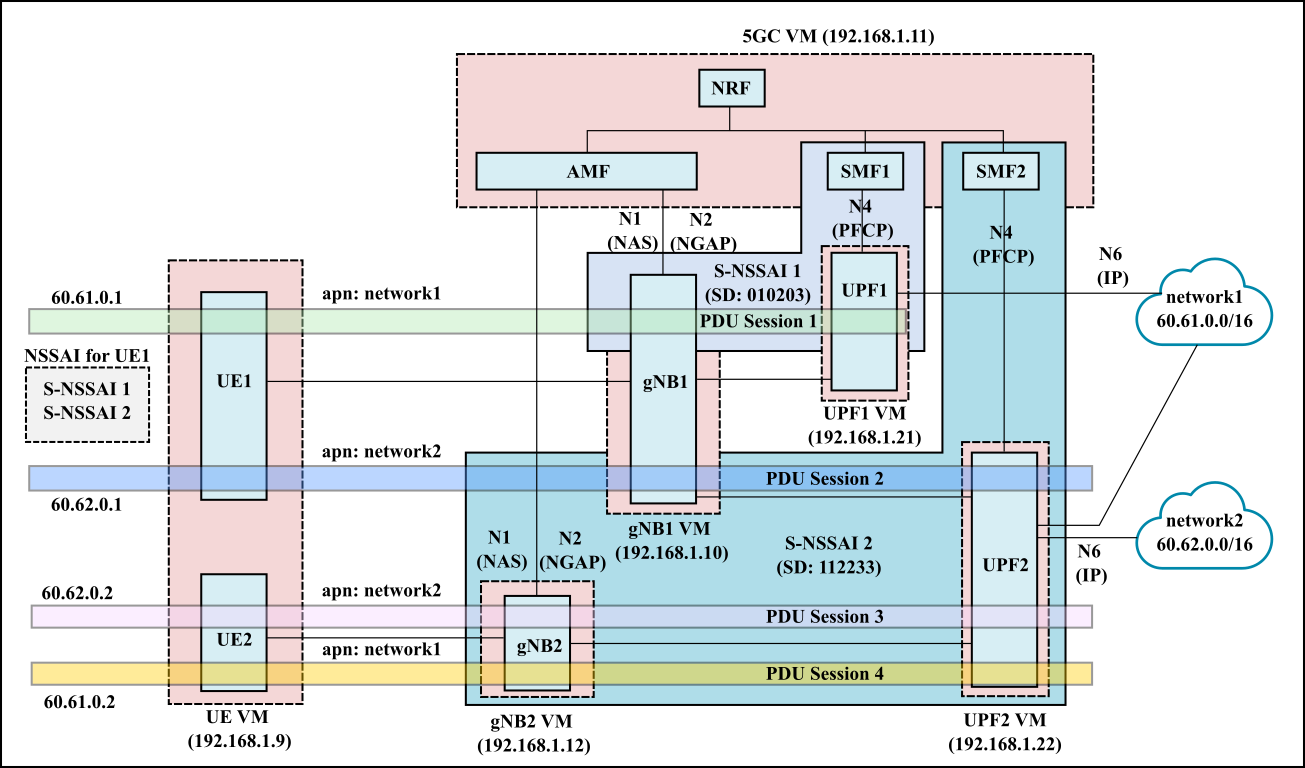 5GC VM (192.168.1.11)
NRF
AMF
SMF1
SMF2
N1
(NAS)
N2
(NGAP)
N4
(PFCP)
N4
(PFCP)
S-NSSAI 1
(SD: 010203)
UPF1
N6
(IP)
network1
60.61.0.0/16
60.61.0.1
apn: network1
PDU Session 1
NSSAI for UE1
S-NSSAI 1
S-NSSAI 2
UE1
gNB1
UPF1 VM
(192.168.1.21)
apn: network2
PDU Session 2
60.62.0.1
gNB1 VM
(192.168.1.10)
N1
(NAS)
N2
(NGAP)
S-NSSAI 2
(SD: 112233)
UPF2
network2
60.62.0.0/16
N6
(IP)
60.62.0.2
apn: network2
PDU Session 3
UE2
gNB2
apn: network1
PDU Session 4
60.61.0.2
UE VM
(192.168.1.9)
gNB2 VM
(192.168.1.12)
UPF2 VM
(192.168.1.22)